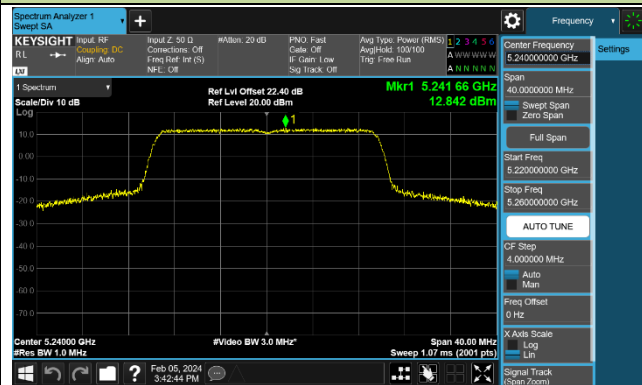 Spectrum Analyzer 1
Swept SA
Frequency
KEYSIGHT
RL
LXI
Input: RF
Coupling: DC
Align: Auto
Input Z: 50 Ω
Corrections: Off
Freq Ref: Int (S)
NFE: Off
#Atten: 20 dB
PNO: Fast
Gate: Off
IF Gain: Low
Sig Track: Off
Avg Type: Power (RMS)
Avg|Hold: 100/100
Trig: Free Run
1 2 3 4 5 6
A W W W W W
A N N N N N
1 Spectrum
Scale/Div 10 dB
Log
Ref Lvl Offset 22.40 dB
Ref Level 20.00 dBm
Mkr1 5.241 66 GHz
12.842 dBm
1
10.0
0.00
-10.0
-20.0
-30.0
-40.0
-50.0
-60.0
-70.0
Center 5.24000 GHz
#Res BW 1.0 MHz
#Video BW 3.0 MHz*
Span 40.00 MHz
Sweep 1.07 ms (2001 pts)
Feb 05, 2024
3:42:44 PM
?
Center Frequency
5.240000000 GHz
Settings
Span
40.0000000 MHz
Swept Span
Zero Span
Full Span
Start Freq
5.220000000 GHz
Stop Freq
5.260000000 GHz
AUTO TUNE
CF Step
4.000000 MHz
Auto
Man
Freq Offset
0 Hz
X Axis Scale
Log
Lin
Signal Track
(Span Zoom)